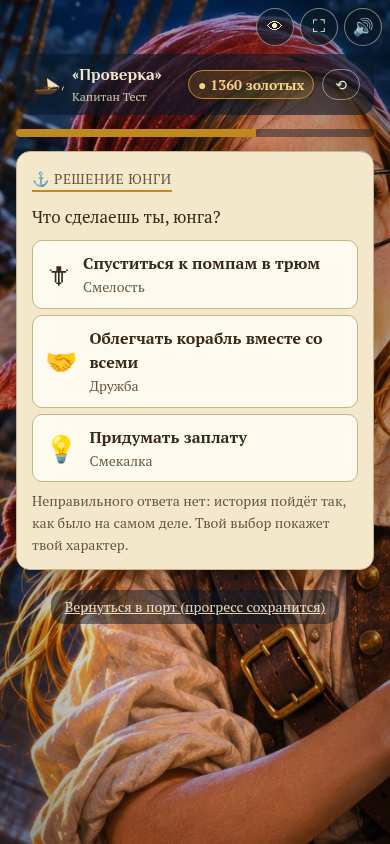 «Проверка»
Капитан Тест
1360 золотых
РЕШЕНИЕ ЮНГИ
Что сделаешь ты, юнга?
Спуститься к помпам в трюм
Смелость
Облегчать корабль вместе со
всеми
Дружба
Придумать заплату
Смекалка
Неправильного ответа нет: история пойдёт так,
как было на самом деле. Твой выбор покажет
твой характер.
Вернуться в порт (прогресс сохранится)